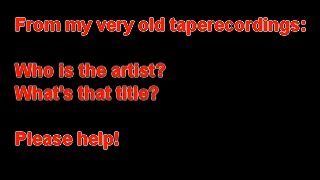 From my very old taperecordings:
Who is the artist?
What's that title?
Please help!